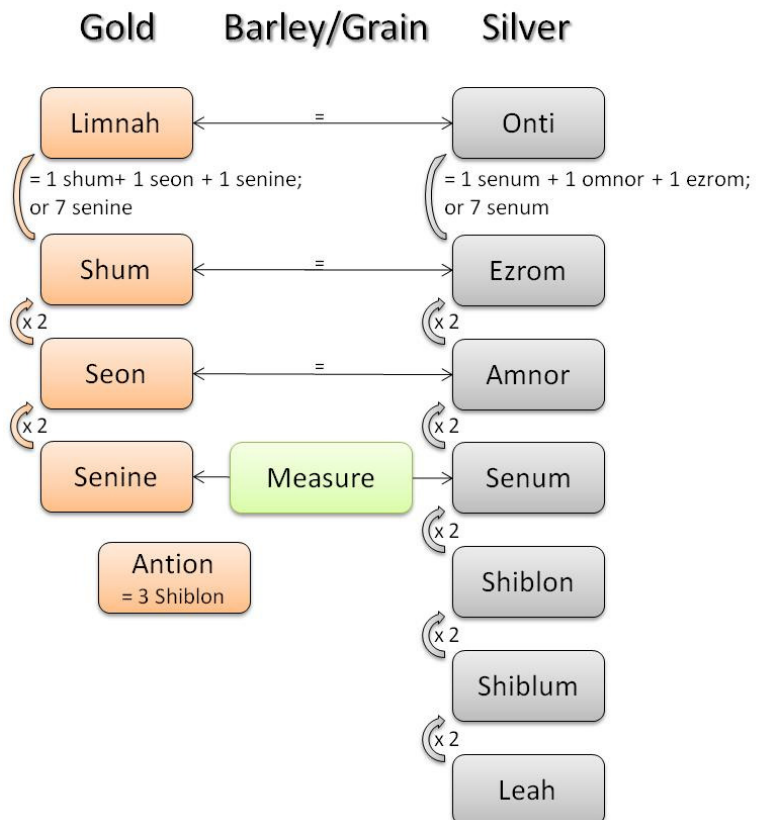 Gold Barley/Grain Silver
Limnah = Onti
= 1 shum+ 1 seon + 1 senine;
or 7 senine
= 1 senum + 1 omnor + 1 ezrom;
or 7 senum
Shum = Ezrom
x 2 x 2
Seon = Amnor
x 2 x 2
Senine Measure Senum
x 2
Antion
= 3 Shiblon
Shiblon
x 2
Shiblum
x 2
Leah